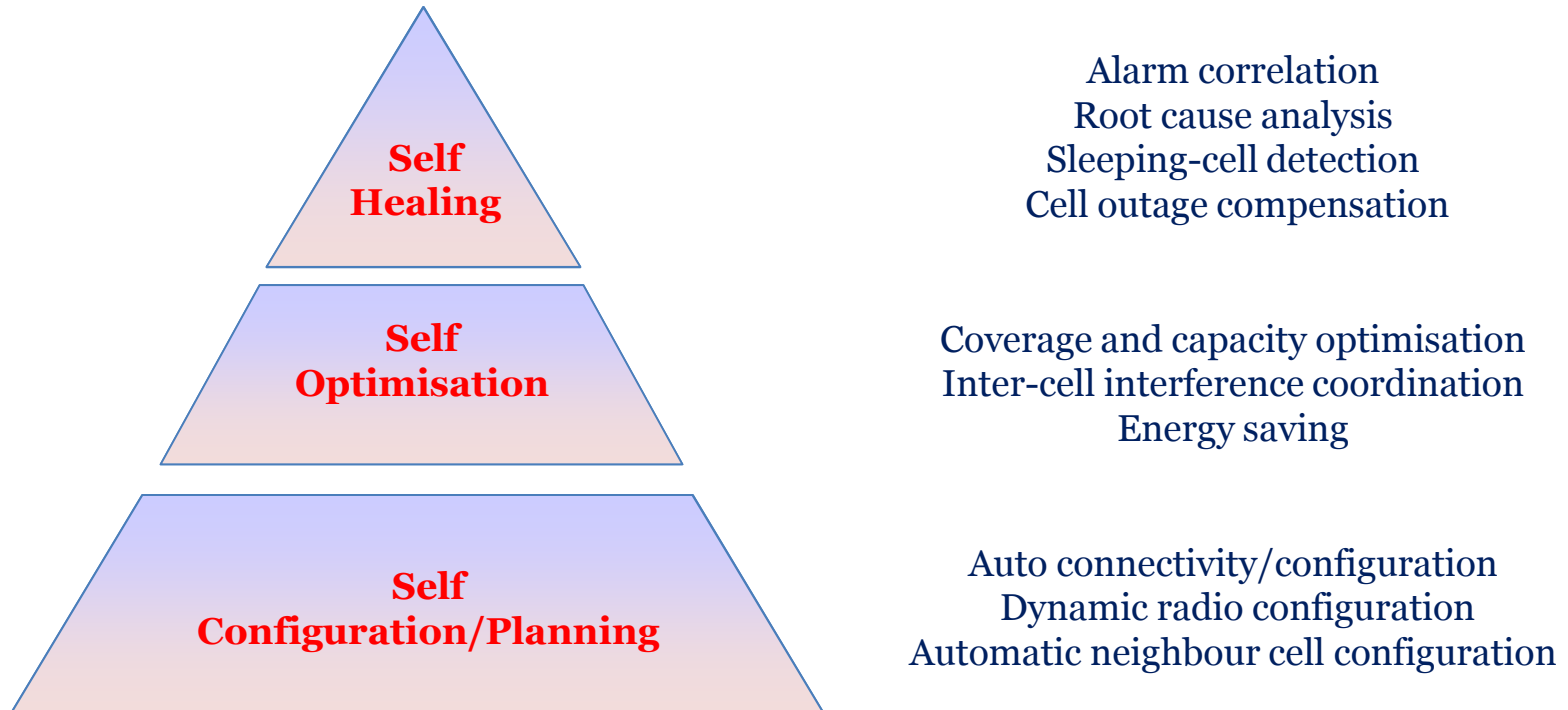 Self
Healing
Alarm correlation
Root cause analysis
Sleeping-cell detection
Cell outage compensation
Self
Optimisation
Coverage and capacity optimisation
Inter-cell interference coordination
Energy saving
Self
Configuration/Planning
Auto connectivity/configuration
Dynamic radio configuration
Automatic neighbour cell configuration